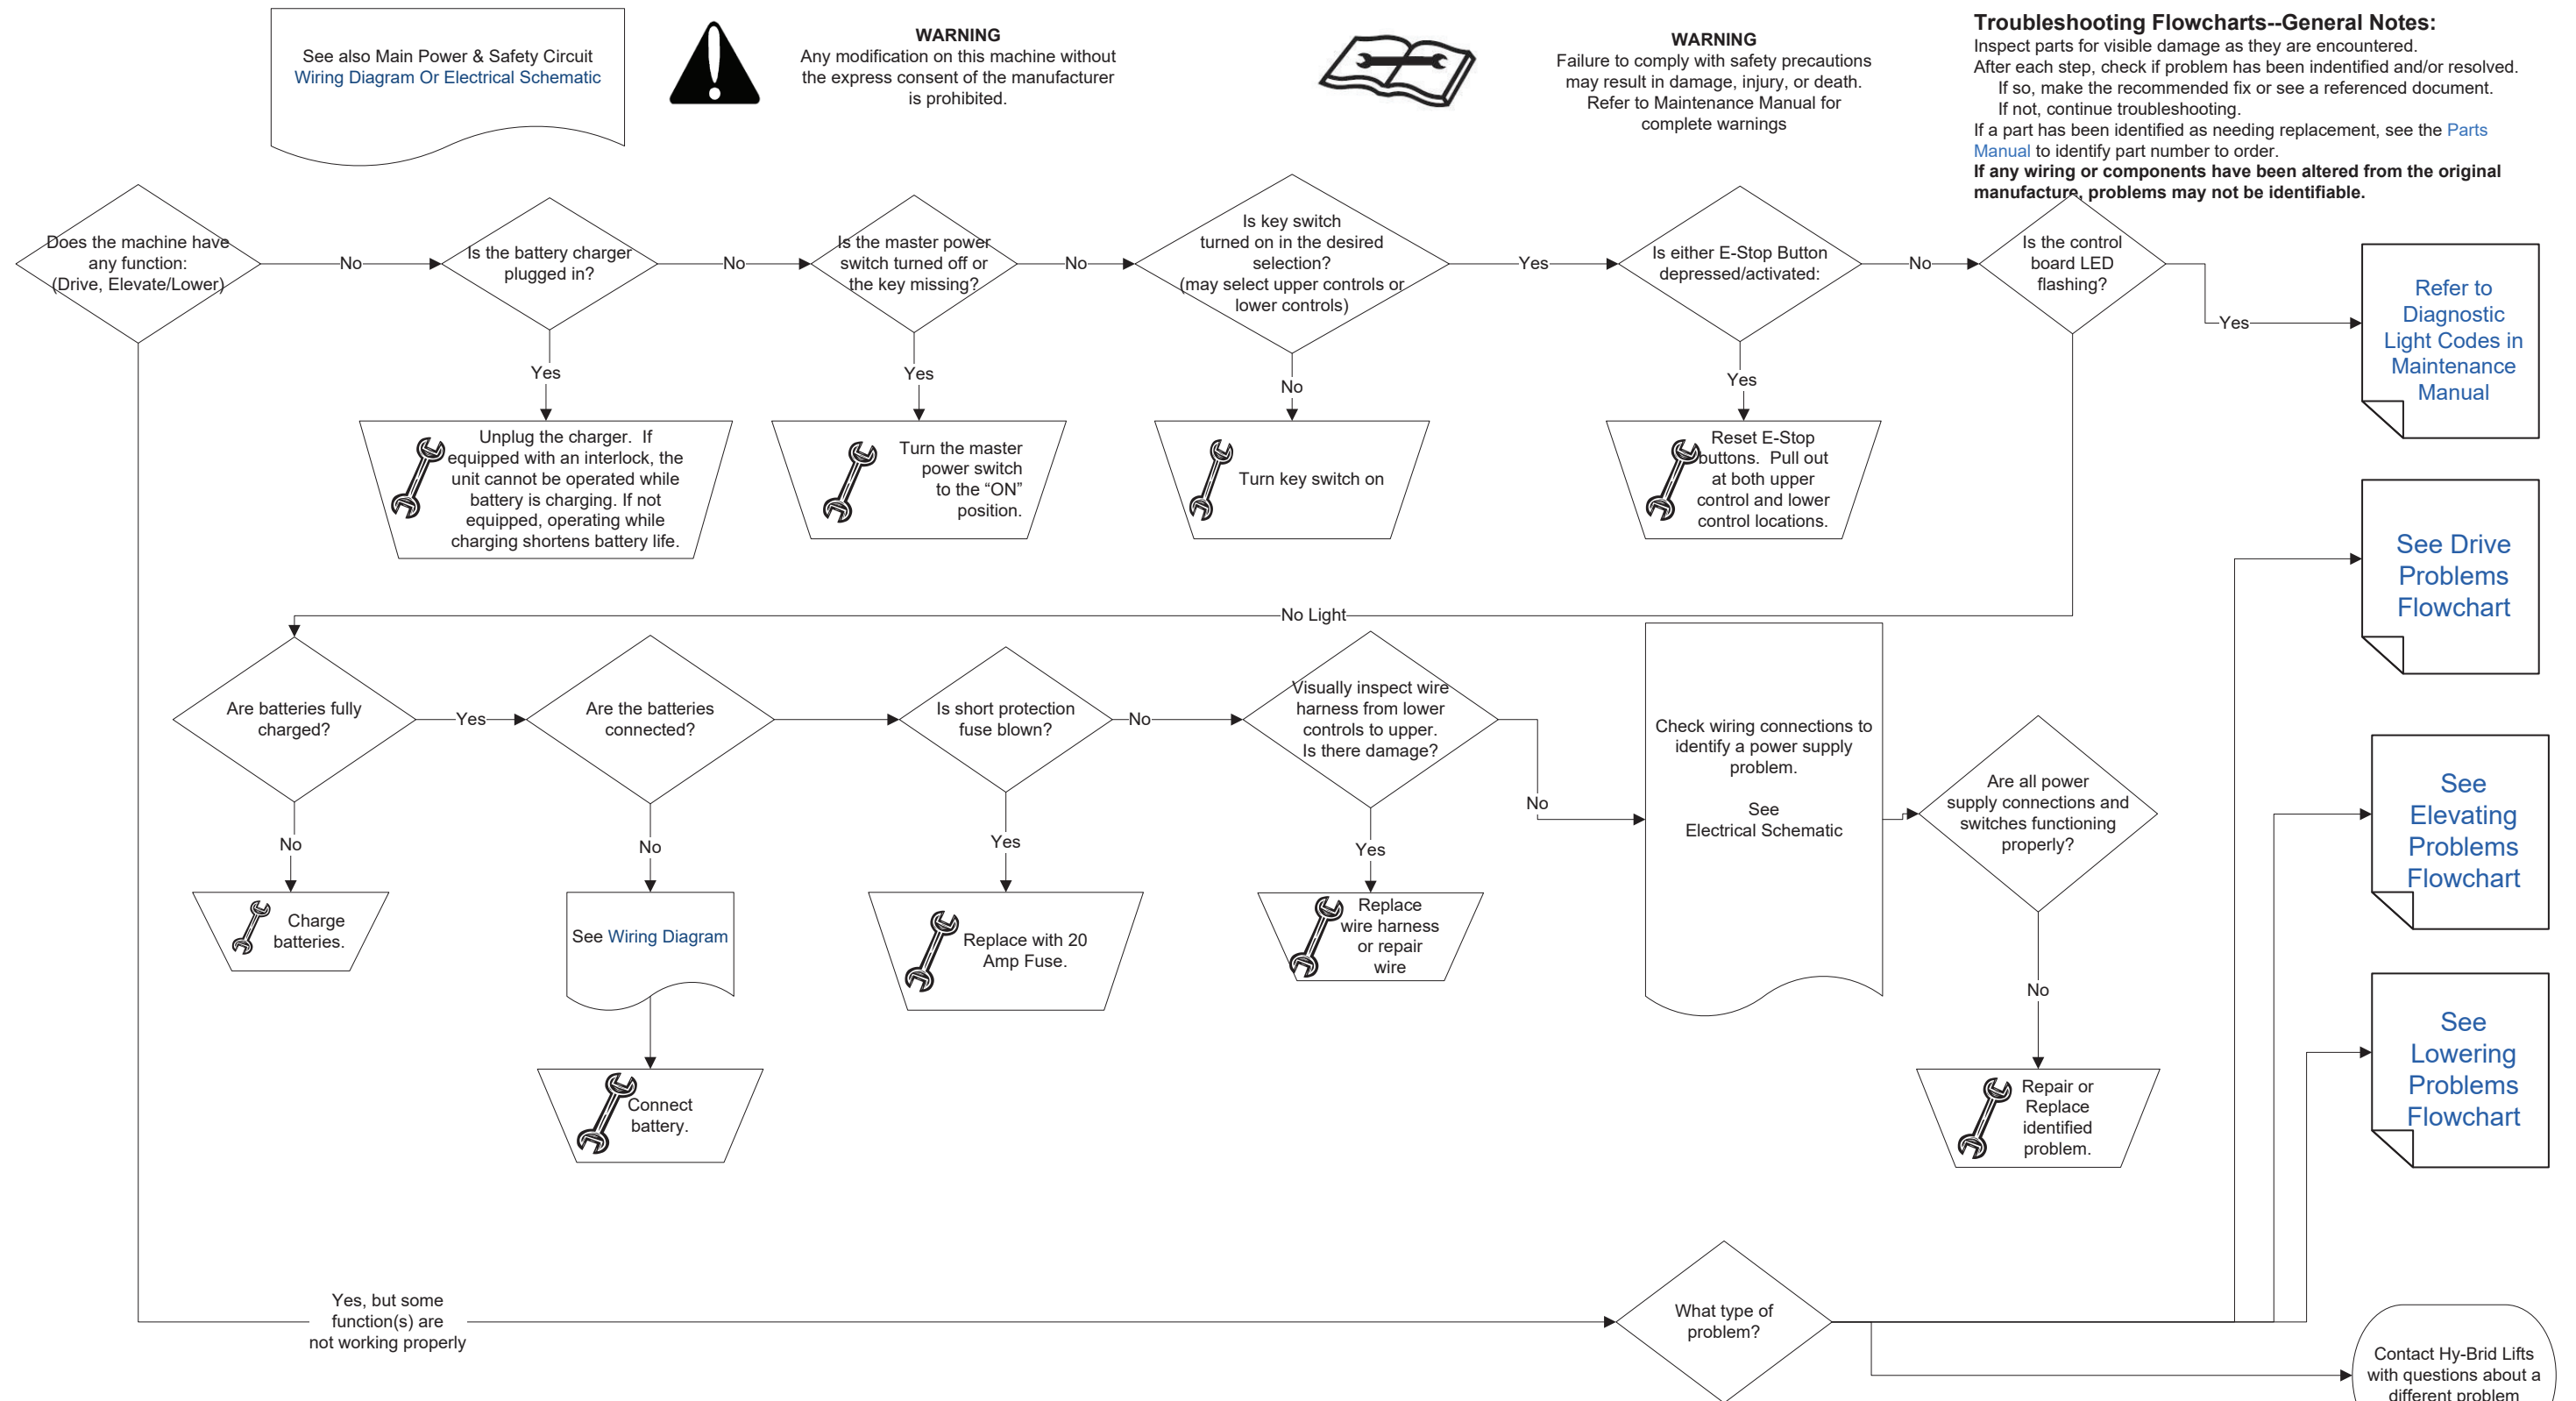 See also Main Power & Safety Circuit
Wiring Diagram Or Electrical Schematic
WARNING
Any modification on this machine without
the express consent of the manufacturer
is prohibited.
WARNING
Failure to comply with safety precautions
may result in damage, injury, or death.
Refer to Maintenance Manual for
complete warnings
Troubleshooting Flowcharts--General Notes:
Inspect parts for visible damage as they are encountered.
After each step, check if problem has been indentified and/or resolved.
If so, make the recommended fix or see a referenced document.
If not, continue troubleshooting.
If a part has been identified as needing replacement, see the Parts
Manual to identify part number to order.
If any wiring or components have been altered from the original
manufacture, problems may not be identifiable.
Does the machine have
any function:
(Drive, Elevate/Lower)
No
Is the battery charger
plugged in?
No
Is the master power
switch turned off or
the key missing?
No
Is key switch
turned on in the desired
selection?
(may select upper controls or
lower controls)
Yes
Is either E-Stop Button
depressed/activated:
No
Is the control
board LED
flashing?
Yes
Refer to
Diagnostic
Light Codes in
Maintenance
Manual
Yes
Yes
No
Yes
Unplug the charger.  If
equipped with an interlock, the
unit cannot be operated while
battery is charging. If not
equipped, operating while
charging shortens battery life.
Turn the master
power switch
to the “ON”
position.
Turn key switch on
Reset E-Stop
buttons.  Pull out
at both upper
control and lower
control locations.
See Drive
Problems
Flowchart
No Light
Are batteries fully
charged?
Yes
Are the batteries
connected?
Is short protection
fuse blown?
No
Visually inspect wire
harness from lower
controls to upper.
Is there damage?
No
Check wiring connections to
identify a power supply
problem.
See
Electrical Schematic
Are all power
supply connections and
switches functioning
properly?
See
Elevating
Problems
Flowchart
No
No
Yes
Yes
Charge
batteries.
See Wiring Diagram
Replace with 20
Amp Fuse.
Replace
wire harness
or repair
wire
No
See
Lowering
Problems
Flowchart
Connect
battery.
Repair or
Replace
identified
problem.
Yes, but some
function(s) are
not working properly
What type of
problem?
Contact Hy-Brid Lifts
with questions about a
different problem